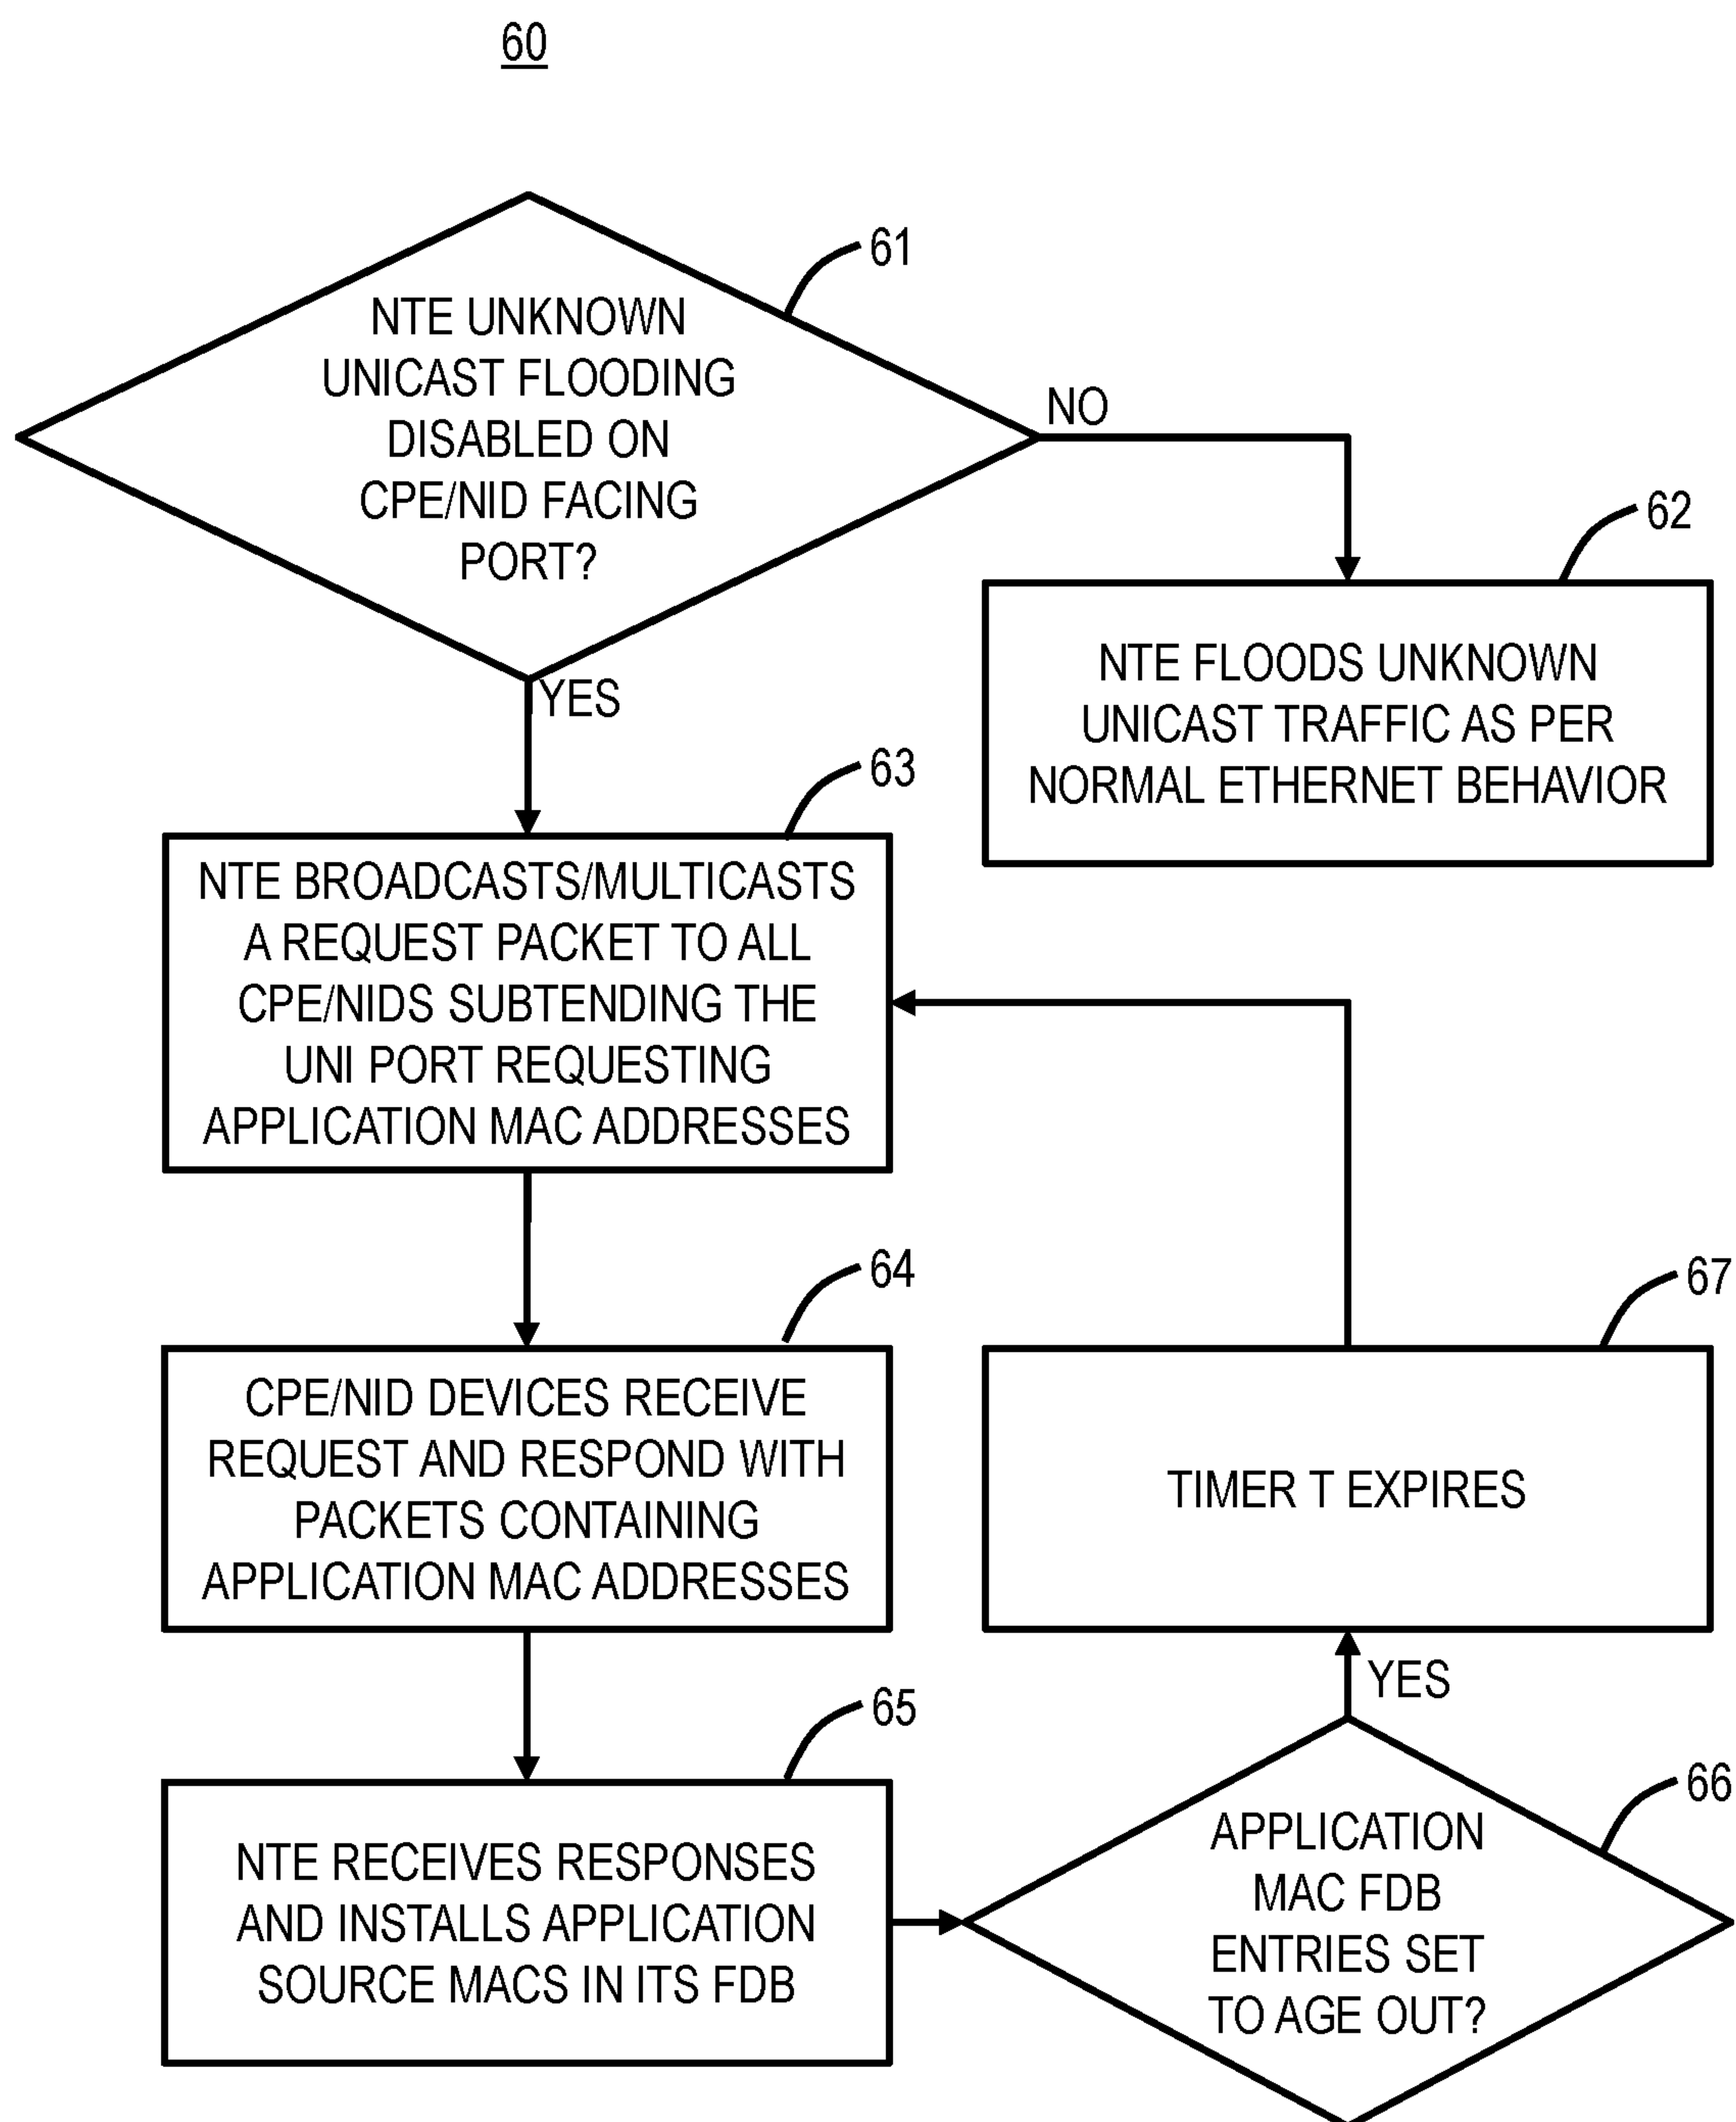 60
61
NTE UNKNOWN
UNICAST FLOODING
DISABLED ON
CPE/NID FACING
PORT?
NO
62
NTE FLOODS UNKNOWN
UNICAST TRAFFIC AS PER
NORMAL ETHERNET BEHAVIOR
YES
63
NTE BROADCASTS/MULTICASTS
A REQUEST PACKET TO ALL
CPE/NIDS SUBTENDING THE
UNI PORT REQUESTING
APPLICATION MAC ADDRESSES
64
CPE/NID DEVICES RECEIVE
REQUEST AND RESPOND WITH
PACKETS CONTAINING
APPLICATION MAC ADDRESSES
67
TIMER T EXPIRES
YES
65
NTE RECEIVES RESPONSES
AND INSTALLS APPLICATION
SOURCE MACS IN ITS FDB
66
APPLICATION
MAC FDB
ENTRIES SET
TO AGE OUT?